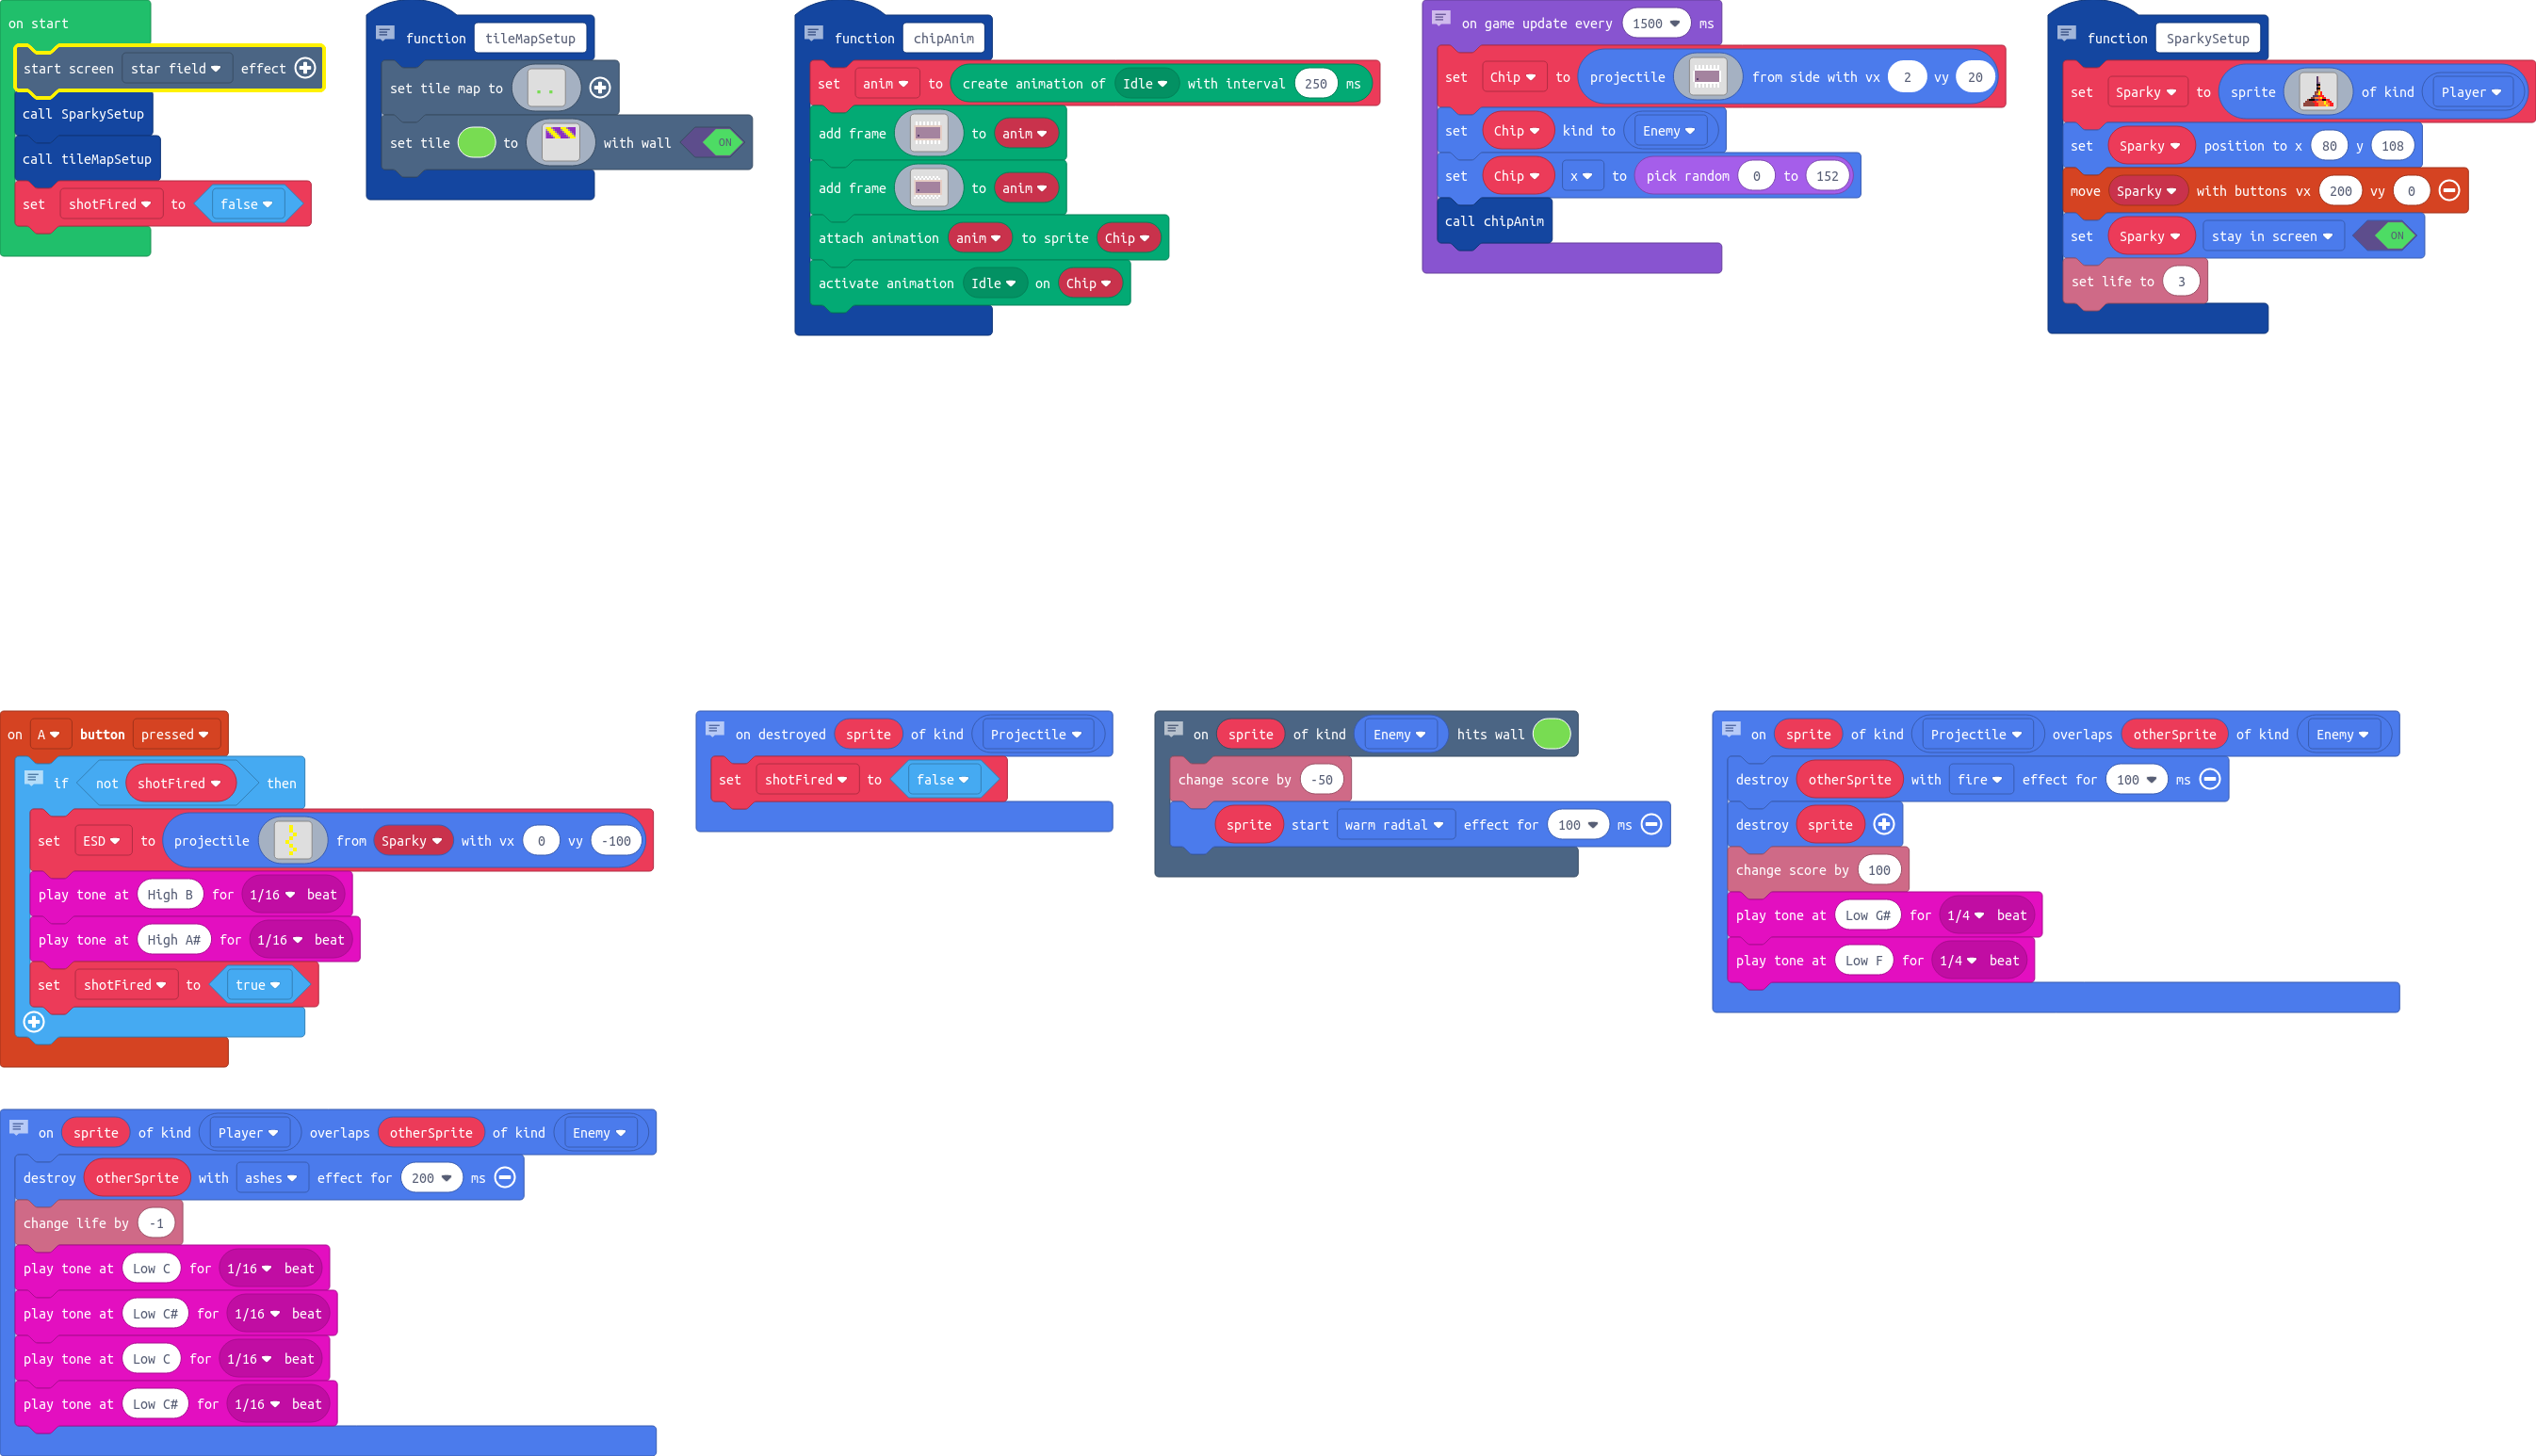 on start
start screen star field effect
call SparkySetup
call tileMapSetup
set shotFired to false
function tileMapSetup
set tile map to
set tile to with wall ON
function chipAnim
set anim to create animation of Idle with interval 250 ms
add frame to anim
add frame to anim
attach animation anim to sprite Chip
activate animation Idle on Chip
on game update every 1500 ms
set Chip to projectile from side with vx 2 vy 20
set Chip kind to Enemy
set Chip x to pick random 0 to 152
call chipAnim
function SparkySetup
set Sparky to sprite of kind Player
set Sparky position to x 80 y 108
move Sparky with buttons vx 200 vy 0
set Sparky stay in screen ON
set life to 3
on A button pressed
if not shotFired then
set ESD to projectile from Sparky with vx 0 vy -100
play tone at High B for 1/16 beat
play tone at High A# for 1/16 beat
set shotFired to true
on destroyed sprite of kind Projectile
set shotFired to false
on sprite of kind Enemy hits wall
change score by -50
sprite start warm radial effect for 100 ms
on sprite of kind Projectile overlaps otherSprite of kind Enemy
destroy otherSprite with fire effect for 100 ms
destroy sprite
change score by 100
play tone at Low G# for 1/4 beat
play tone at Low F for 1/4 beat
on sprite of kind Player overlaps otherSprite of kind Enemy
destroy otherSprite with ashes effect for 200 ms
change life by -1
play tone at Low C for 1/16 beat
play tone at Low C# for 1/16 beat
play tone at Low C for 1/16 beat
play tone at Low C# for 1/16 beat